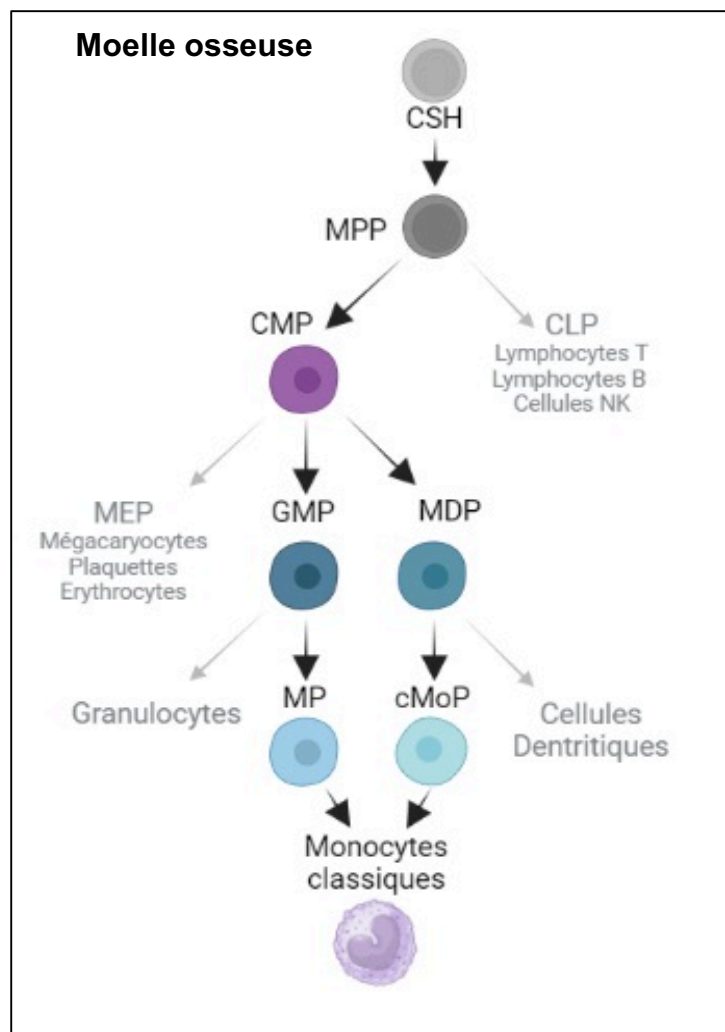 Moelle osseuse
CSH
MPP
CMP
CLP
Lymphocytes T
Lymphocytes B
Cellules NK
MEP
Mégacaryocytes
Plaquettes
Erythrocytes
GMP
MDP
Granulocytes
MP
cMoP
Cellules
Dentritiques
Monocytes
classiques